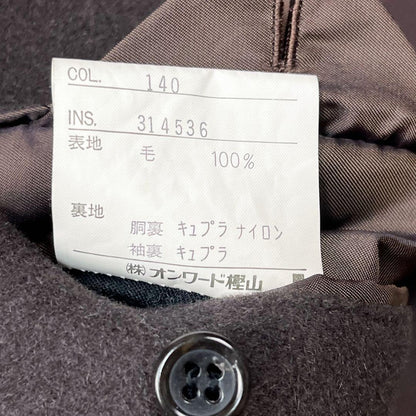 COL. 140
INS. 314536
表地 毛 100%
裏地 胴裏 キュプラ ナイロン
袖裏 キュプラ
㈱オンワード樫山